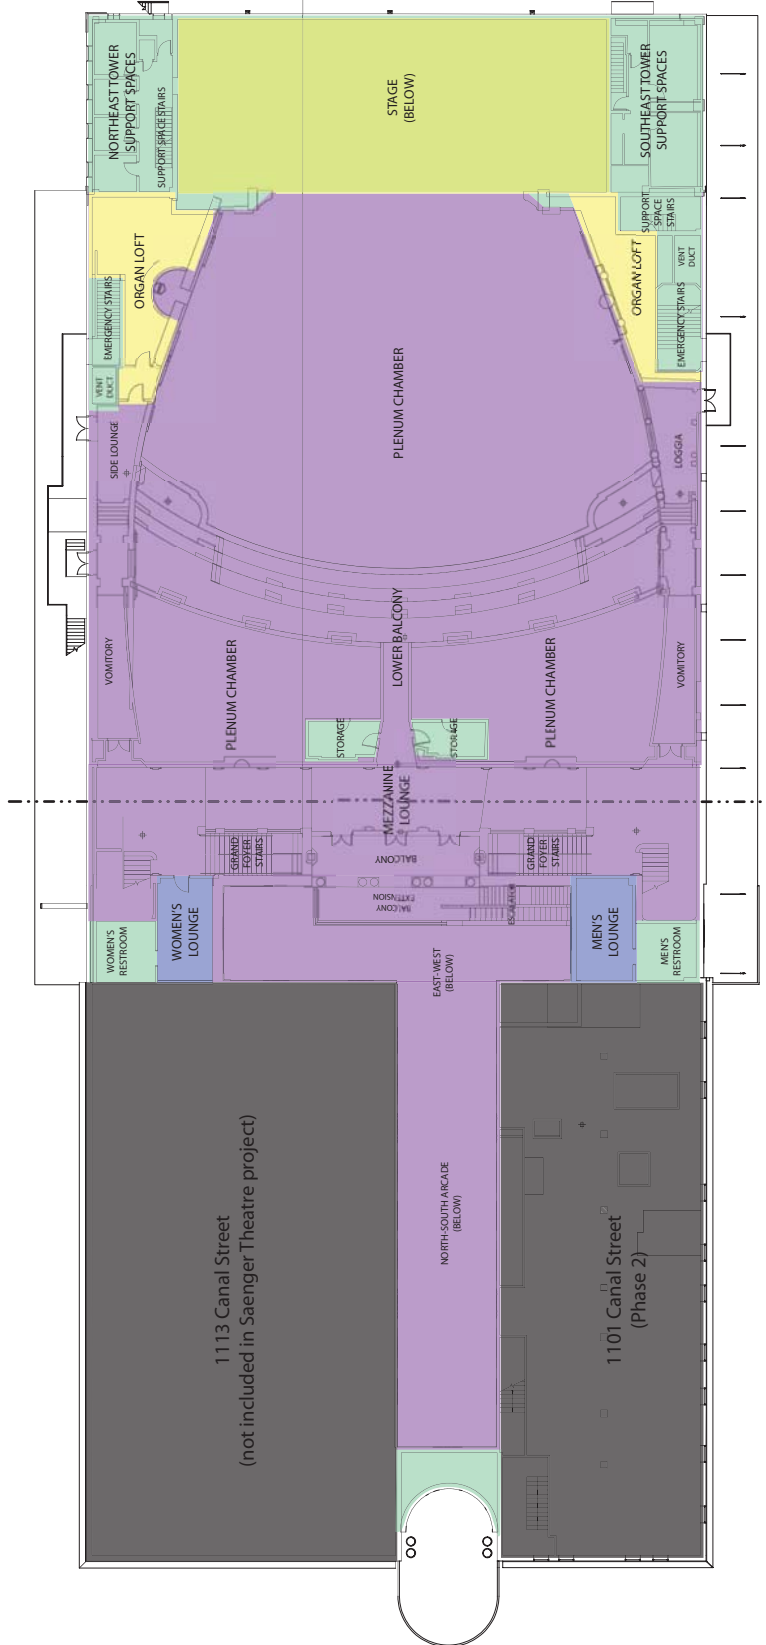 NORTHEAST TOWER
SUPPORT SPACES
SUPPORT SPACE STAIRS
STAGE
(BELOW)
SOUTHEAST TOWER
SUPPORT SPACES
SUPPORT
SPACE
STAIRS
ORGAN LOFT
ORGAN LOFT
VENT
DUCT
EMERGENCY STAIRS
EMERGENCY STAIRS
VENT
DUCT
PLENUM CHAMBER
SIDE LOUNGE
LOGGIA
LOWER BALCONY
VOMITORY
PLENUM CHAMBER
PLENUM CHAMBER
VOMITORY
STORAGE
STORAGE
MEZZANINE
LOUNGE
GRAND
FOYER
STAIRS
BALCONY
GRAND
FOYER
STAIRS
BALCONY
EXTENSION
ESCALATOR
WOMEN'S
RESTROOM
WOMEN'S
LOUNGE
MEN'S
LOUNGE
MEN'S
RESTROOM
EAST-WEST
(BELOW)
NORTH-SOUTH ARCADE
(BELOW)
1113 Canal Street
(not included in Saenger Theatre project)
1101 Canal Street
(Phase 2)